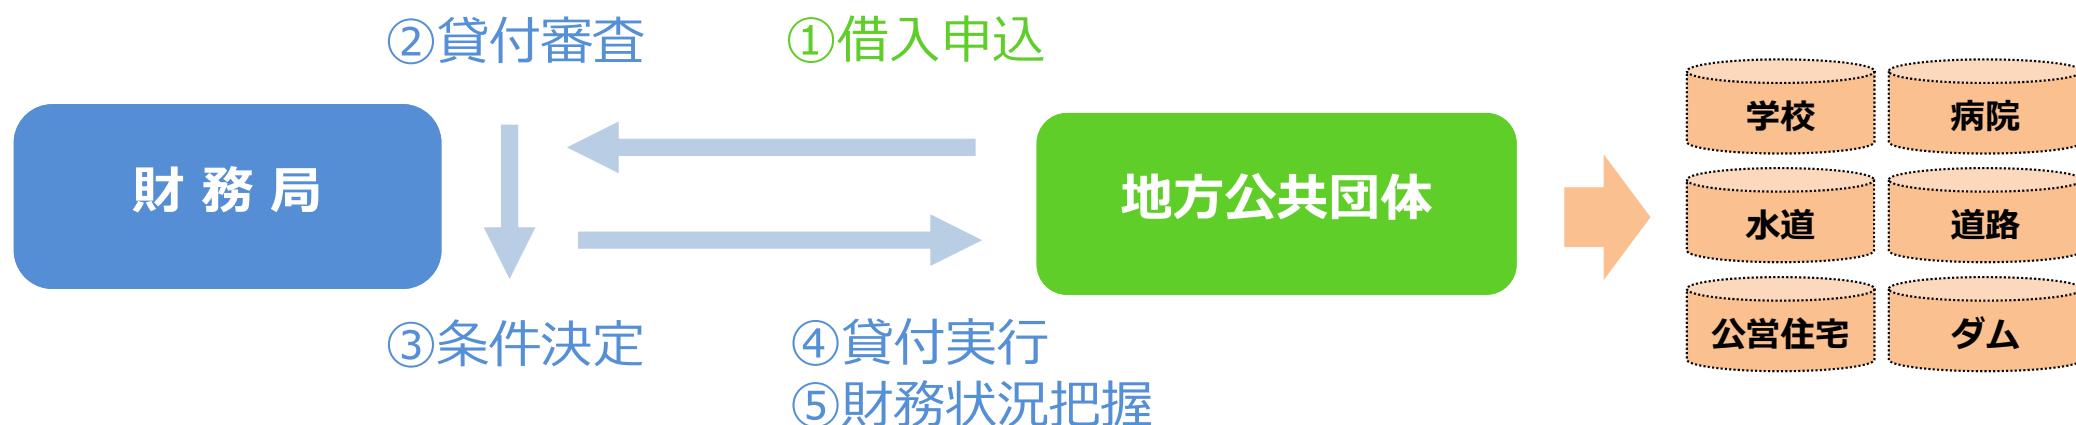 ②貸付審査
①借入申込
財務局
地方公共団体
学校
病院
水道
道路
公営住宅
ダム
③条件決定
④貸付実行
⑤財務状況把握